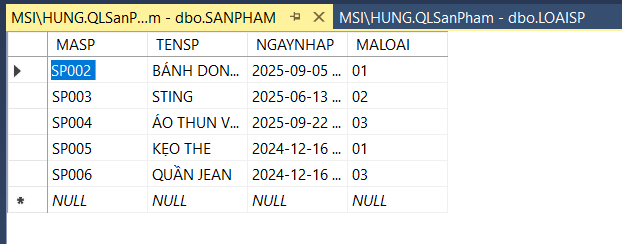 MSI\HUNG.QLSanP...m - dbo.SANPHAM MSI\HUNG.QLSanPham - dbo.LOAISP
MASP TENSP NGAYNHAP MALOAI
SP002 BÁNH DON... 2025-09-05 ... 01
SP003 STING 2025-06-13 ... 02
SP004 ÁO THUN V... 2025-09-22 ... 03
SP005 KẸO THE 2024-12-16 ... 01
SP006 QUẦN JEAN 2024-12-16 ... 03
NULL NULL NULL NULL